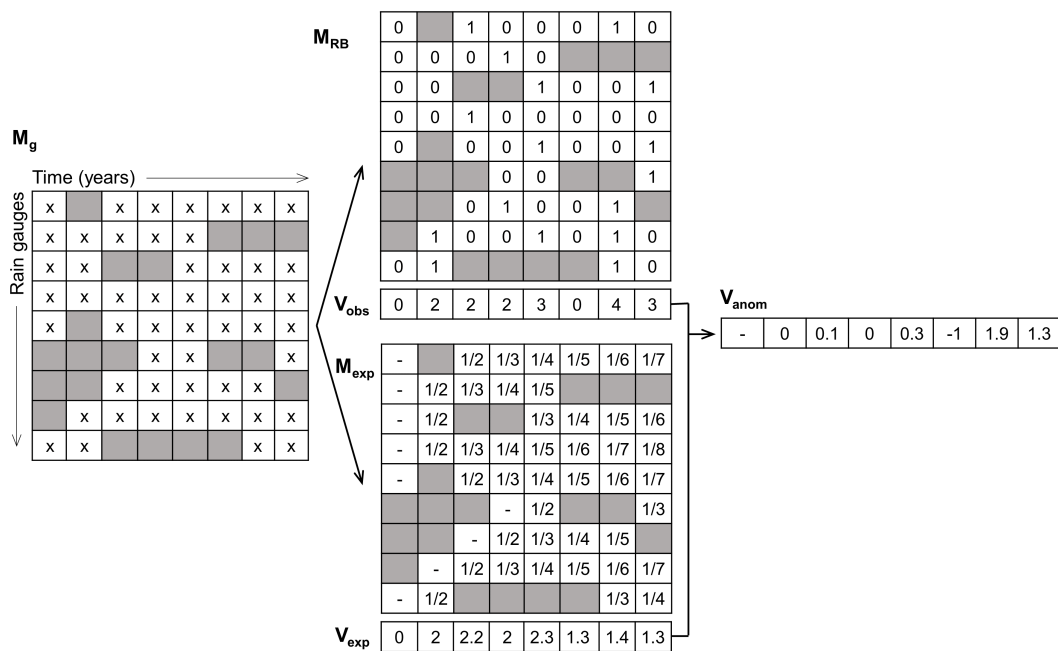 M_g
Time (years)
Rain gauges
x x x x x x x
x x x x x
x x x x x x
x x x x x x x x
x x x x x x x
x x x
x x x x x
x x x x x x x
x x x x
M_RB
0 1 0 0 0 1 0
0 0 0 1 0
0 0 1 0 0 1
0 0 1 0 0 0 0 0
0 0 0 1 0 0 1
0 0 1
0 1 0 0 1
1 0 0 1 0 1 0
0 1 1 0
V_obs 0 2 2 2 3 0 4 3
M_exp
- 1/2 1/3 1/4 1/5 1/6 1/7
- 1/2 1/3 1/4 1/5
- 1/2 1/3 1/4 1/5 1/6
- 1/2 1/3 1/4 1/5 1/6 1/7 1/8
- 1/2 1/3 1/4 1/5 1/6 1/7
- 1/2 1/3
- 1/2 1/3 1/4 1/5
- 1/2 1/3 1/4 1/5 1/6 1/7
- 1/2 1/3 1/4
V_exp 0 2 2.2 2 2.3 1.3 1.4 1.3
V_anom
- 0 0.1 0 0.3 -1 1.9 1.3